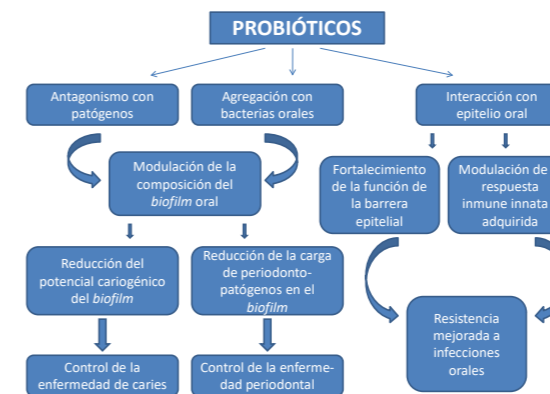 PROBIÓTICOS
Antagonismo con
patógenos
Agregación con
bacterias orales
Interacción con
epitelio oral
Modulación de la
composición del
biofilm oral
Fortalecimiento
de la función de
la barrera
epitelial
Modulación de
respuesta
inmune innata
adquirida
Reducción del
potencial cariogénico
del biofilm
Reducción de la carga
de periodonto-
patógenos en el
biofilm
Resistencia
mejorada a
infecciones
orales
Control de la
enfermedad de caries
Control de la enferme-
dad periodontal